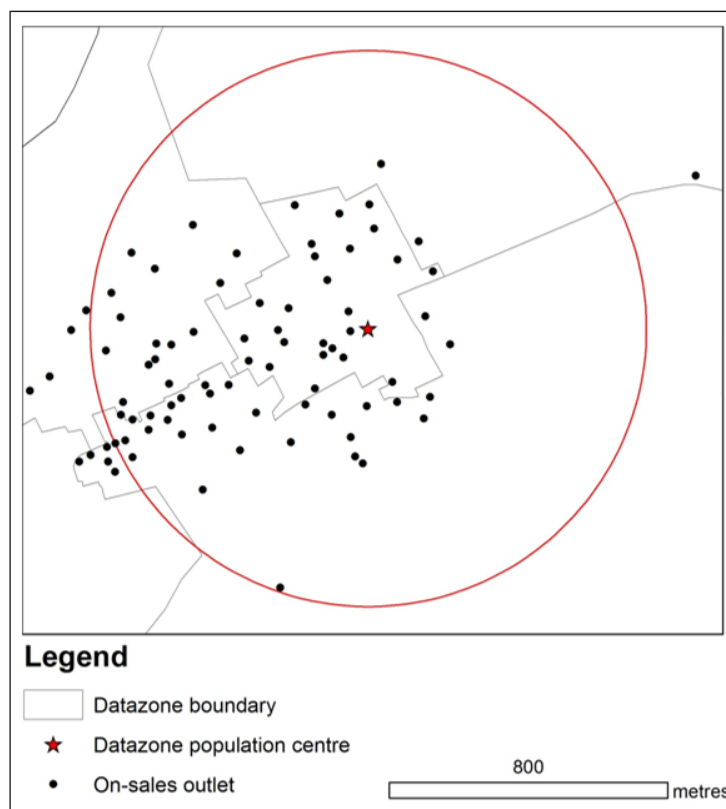 Legend
Datazone boundary
Datazone population centre
On-sales outlet
800
metres